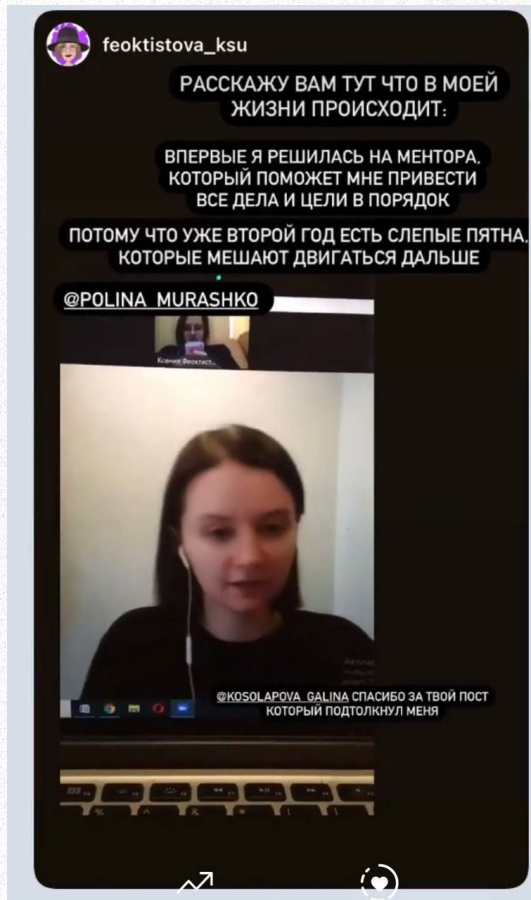 feoktistova_ksu
РАССКАЖУ ВАМ ТУТ ЧТО В МОЕЙ
ЖИЗНИ ПРОИСХОДИТ:
ВПЕРВЫЕ Я РЕШИЛАСЬ НА МЕНТОРА,
КОТОРЫЙ ПОМОЖЕТ МНЕ ПРИВЕСТИ
ВСЕ ДЕЛА И ЦЕЛИ В ПОРЯДОК
ПОТОМУ ЧТО УЖЕ ВТОРОЙ ГОД ЕСТЬ СЛЕПЫЕ ПЯТНА,
КОТОРЫЕ МЕШАЮТ ДВИГАТЬСЯ ДАЛЬШЕ
@POLINA_MURASHKO
Ксения Феоктист...
@KOSOLAPOVA_GALINA СПАСИБО ЗА ТВОЙ ПОСТ
КОТОРЫЙ ПОДТОЛКНУЛ МЕНЯ